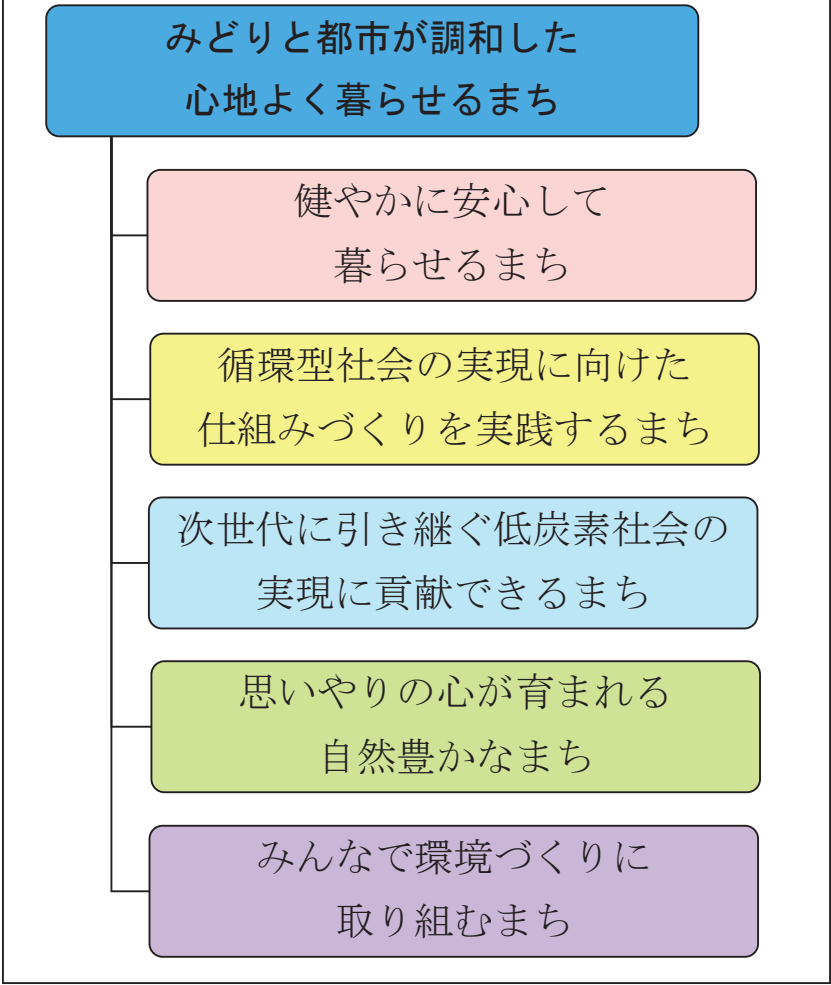 みどりと都市が調和した
心地よく暮らせるまち
健やかに安心して
暮らせるまち
循環型社会の実現に向けた
仕組みづくりを実践するまち
次世代に引き継ぐ低炭素社会の
実現に貢献できるまち
思いやりの心が育まれる
自然豊かなまち
みんなで環境づくりに
取り組むまち